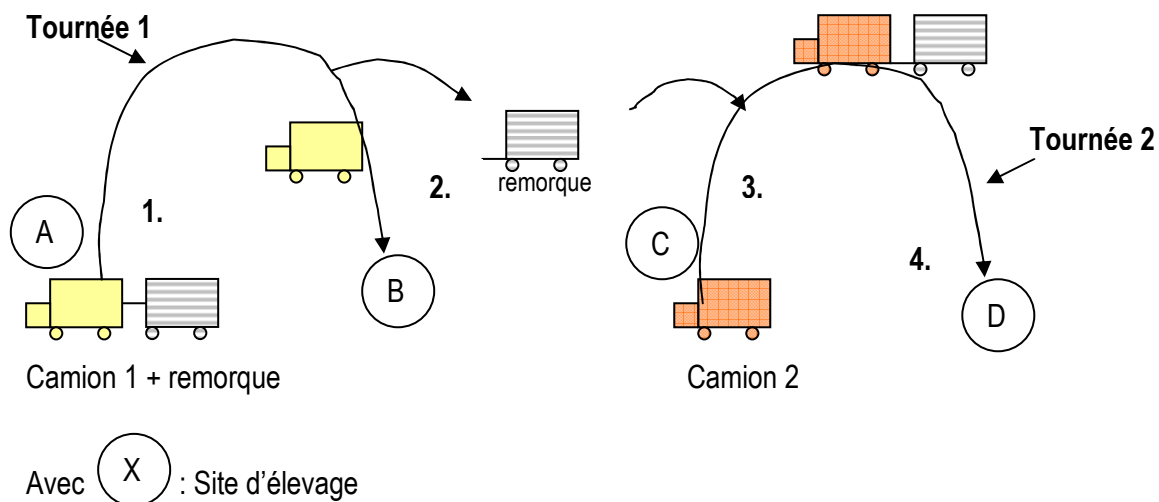 Tournée 1
remorque
Tournée 2
1.
2.
3.
4.
A
B
C
D
Camion 1 + remorque
Camion 2
Avec X : Site d'élevage